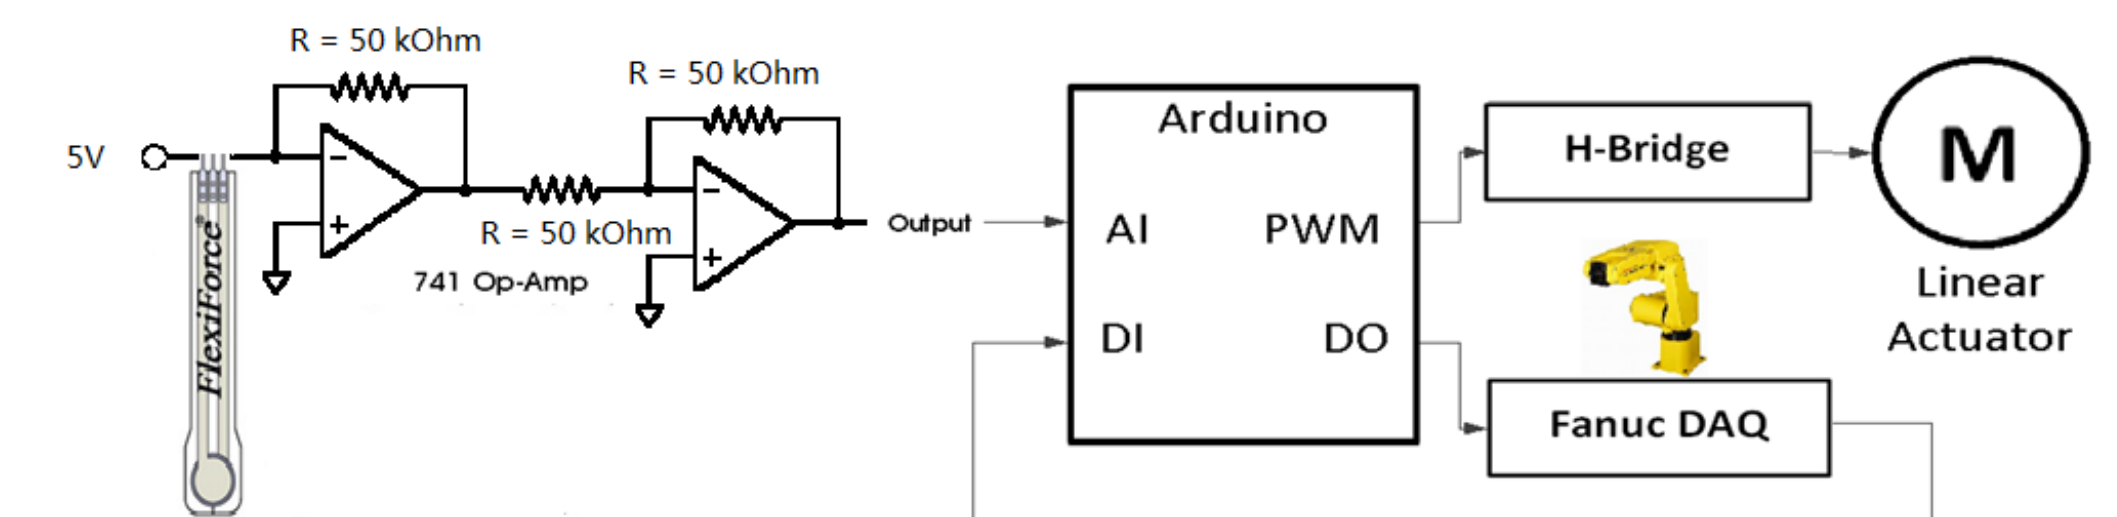 R = 50 kOhm
R = 50 kOhm
5V
R = 50 kOhm
741 Op-Amp
FlexiForce®
Output
Arduino
AI
PWM
DI
DO
H-Bridge
M
Linear
Actuator
Fanuc DAQ